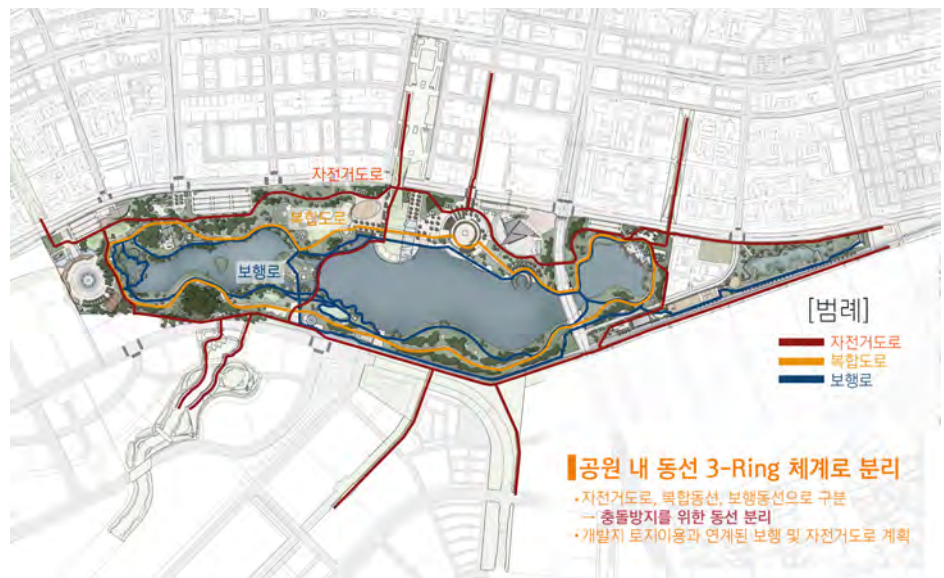 자전거도로
복합도로
보행로
[범례]
자전거도로
복합도로
보행로
공원 내 동선 3-Ring 체계로 분리
•자전거도로, 복합동선, 보행동선으로 구분
→ 충돌방지를 위한 동선 분리
•개발지 토지이용과 연계된 보행 및 자전거도로 계획